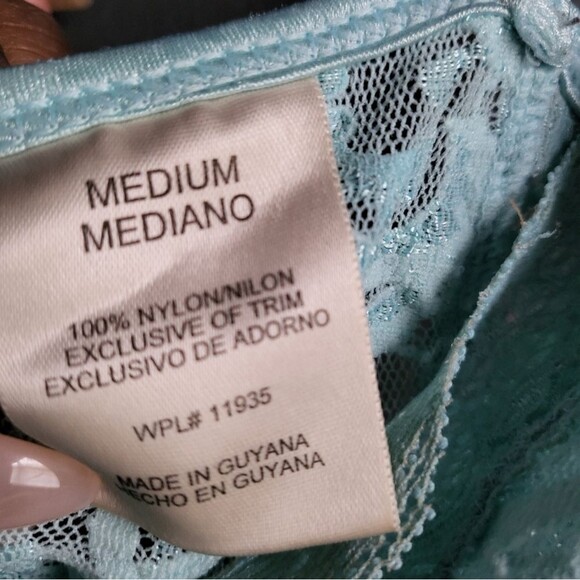 MEDIUM
MEDIANO
100% NYLON/NILON
EXCLUSIVE OF TRIM
EXCLUSIVO DE ADORNO
WPL# 11935
MADE IN GUYANA
HECHO EN GUYANA